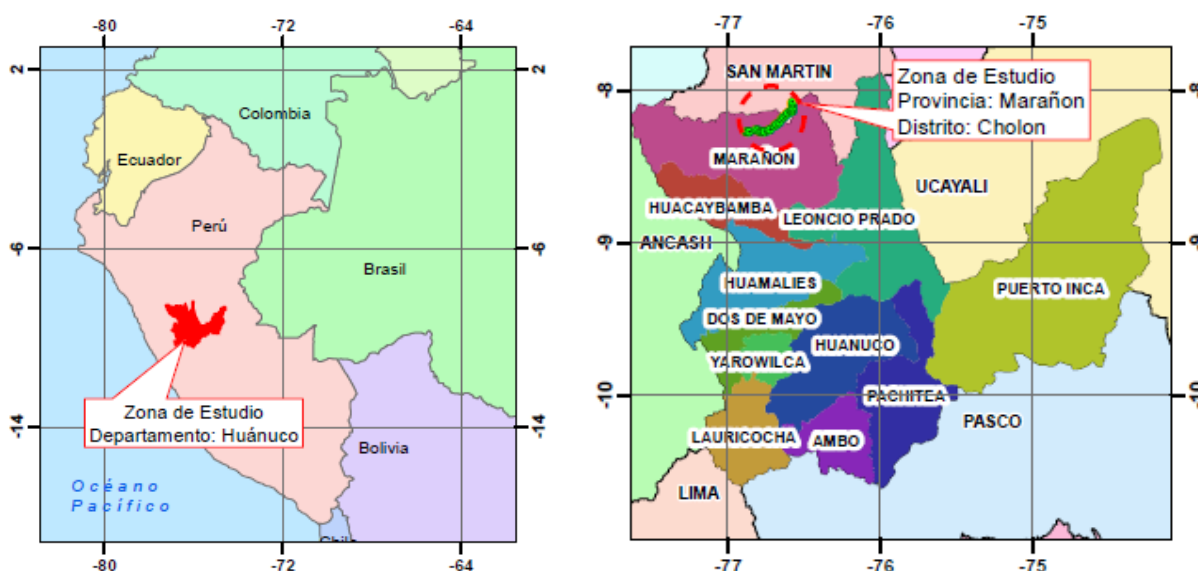 -80
-72
-64
2
2
Colombia
Ecuador
Perú
-6
-6
Brasil
Zona de Estudio
Departamento: Huánuco
-14
-14
Bolivia
Océano
Pacífico
-80
-72
-64
-77
-76
-75
SAN MARTIN
Zona de Estudio
Provincia: Marañon
Distrito: Cholon
-8
-8
MARAÑON
UCAYALI
HUACAYBAMBA
LEONCIO PRADO
ANCASH
-9
-9
HUAMALIES
PUERTO INCA
DOS DE MAYO
HUANUCO
YAROWILCA
-10
-10
PACHITEA
PASCO
LAURICOCHA
AMBO
LIMA
-77
-76
-75